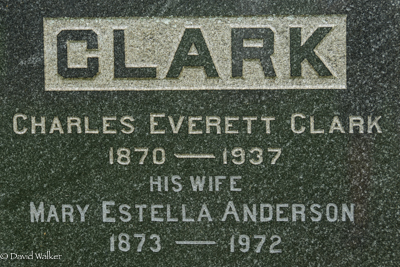 CLARK
CHARLES EVERETT CLARK
1870 — 1937
HIS WIFE
MARY ESTELLA ANDERSON
1873 — 1972
© David Walker